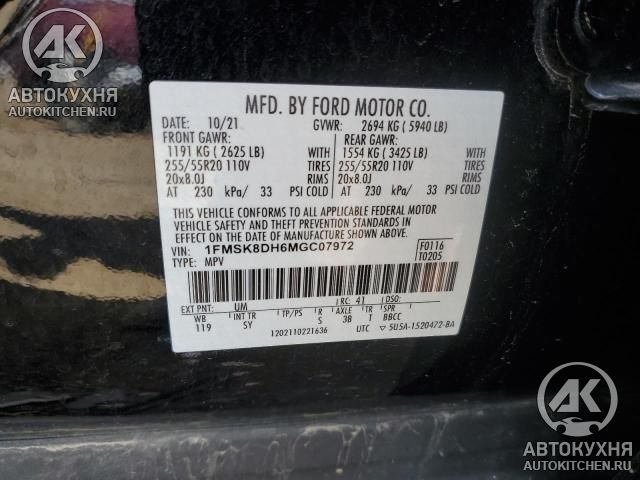 AK
АВТОКУХНЯ
AUTOKITCHEN.RU
MFD. BY FORD MOTOR CO.
DATE: 10/21 GVWR: 2694 KG ( 5940 LB)
FRONT GAWR: REAR GAWR:
1191 KG ( 2625 LB) WITH 1554 KG ( 3425 LB) WITH
255/55R20 110V TIRES 255/55R20 110V TIRES
20x8.0J RIMS 20x8.0J RIMS
AT 230 kPa/ 33 PSI COLD AT 230 kPa/ 33 PSI COLD
THIS VEHICLE CONFORMS TO ALL APPLICABLE FEDERAL MOTOR
VEHICLE SAFETY AND THEFT PREVENTION STANDARDS IN
EFFECT ON THE DATE OF MANUFACTURE SHOWN ABOVE.
VIN: 1FMSK8DH6MGC07972 F0116
TYPE: MPV T0205
EXT PNT: UM RC: 41 DSO:
WB INT TR TP/PS R AXLE TR SPR
119 SY S 3B T BBCC
1202110221636 UTC ▽ 5U5A-1520472-BA
AK
АВТОКУХНЯ
AUTOKITCHEN.RU